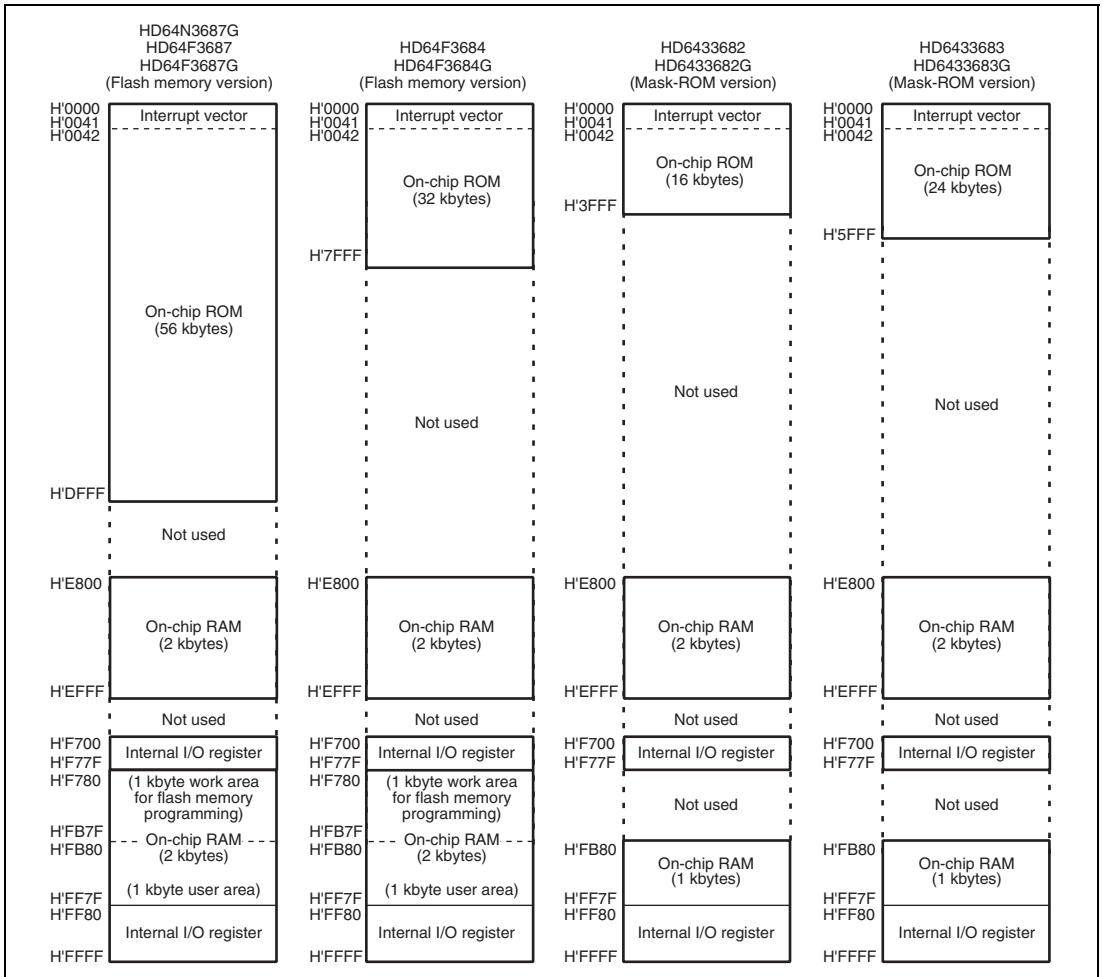 HD64N3687G
HD64F3687
HD64F3687G
(Flash memory version)
H'0000
H'0041
H'0042
Interrupt vector
On-chip ROM
(56 kbytes)
H'DFFF
Not used
H'E800
On-chip RAM
(2 kbytes)
H'EFFF
Not used
H'F700
H'F77F
Internal I/O register
H'F780
(1 kbyte work area
for flash memory
programming)
H'FB7F
H'FB80
On-chip RAM
(2 kbytes)
(1 kbyte user area)
H'FF7F
H'FF80
Internal I/O register
H'FFFF
HD64F3684
HD64F3684G
(Flash memory version)
H'0000
H'0041
H'0042
Interrupt vector
On-chip ROM
(32 kbytes)
H'7FFF
Not used
H'E800
On-chip RAM
(2 kbytes)
H'EFFF
Not used
H'F700
H'F77F
Internal I/O register
H'F780
(1 kbyte work area
for flash memory
programming)
H'FB7F
H'FB80
On-chip RAM
(2 kbytes)
(1 kbyte user area)
H'FF7F
H'FF80
Internal I/O register
H'FFFF
HD6433682
HD6433682G
(Mask-ROM version)
H'0000
H'0041
H'0042
Interrupt vector
On-chip ROM
(16 kbytes)
H'3FFF
Not used
H'E800
On-chip RAM
(2 kbytes)
H'EFFF
Not used
H'F700
H'F77F
Internal I/O register
Not used
H'FB80
On-chip RAM
(1 kbytes)
H'FF7F
H'FF80
Internal I/O register
H'FFFF
HD6433683
HD6433683G
(Mask-ROM version)
H'0000
H'0041
H'0042
Interrupt vector
On-chip ROM
(24 kbytes)
H'5FFF
Not used
H'E800
On-chip RAM
(2 kbytes)
H'EFFF
Not used
H'F700
H'F77F
Internal I/O register
Not used
H'FB80
On-chip RAM
(1 kbytes)
H'FF7F
H'FF80
Internal I/O register
H'FFFF